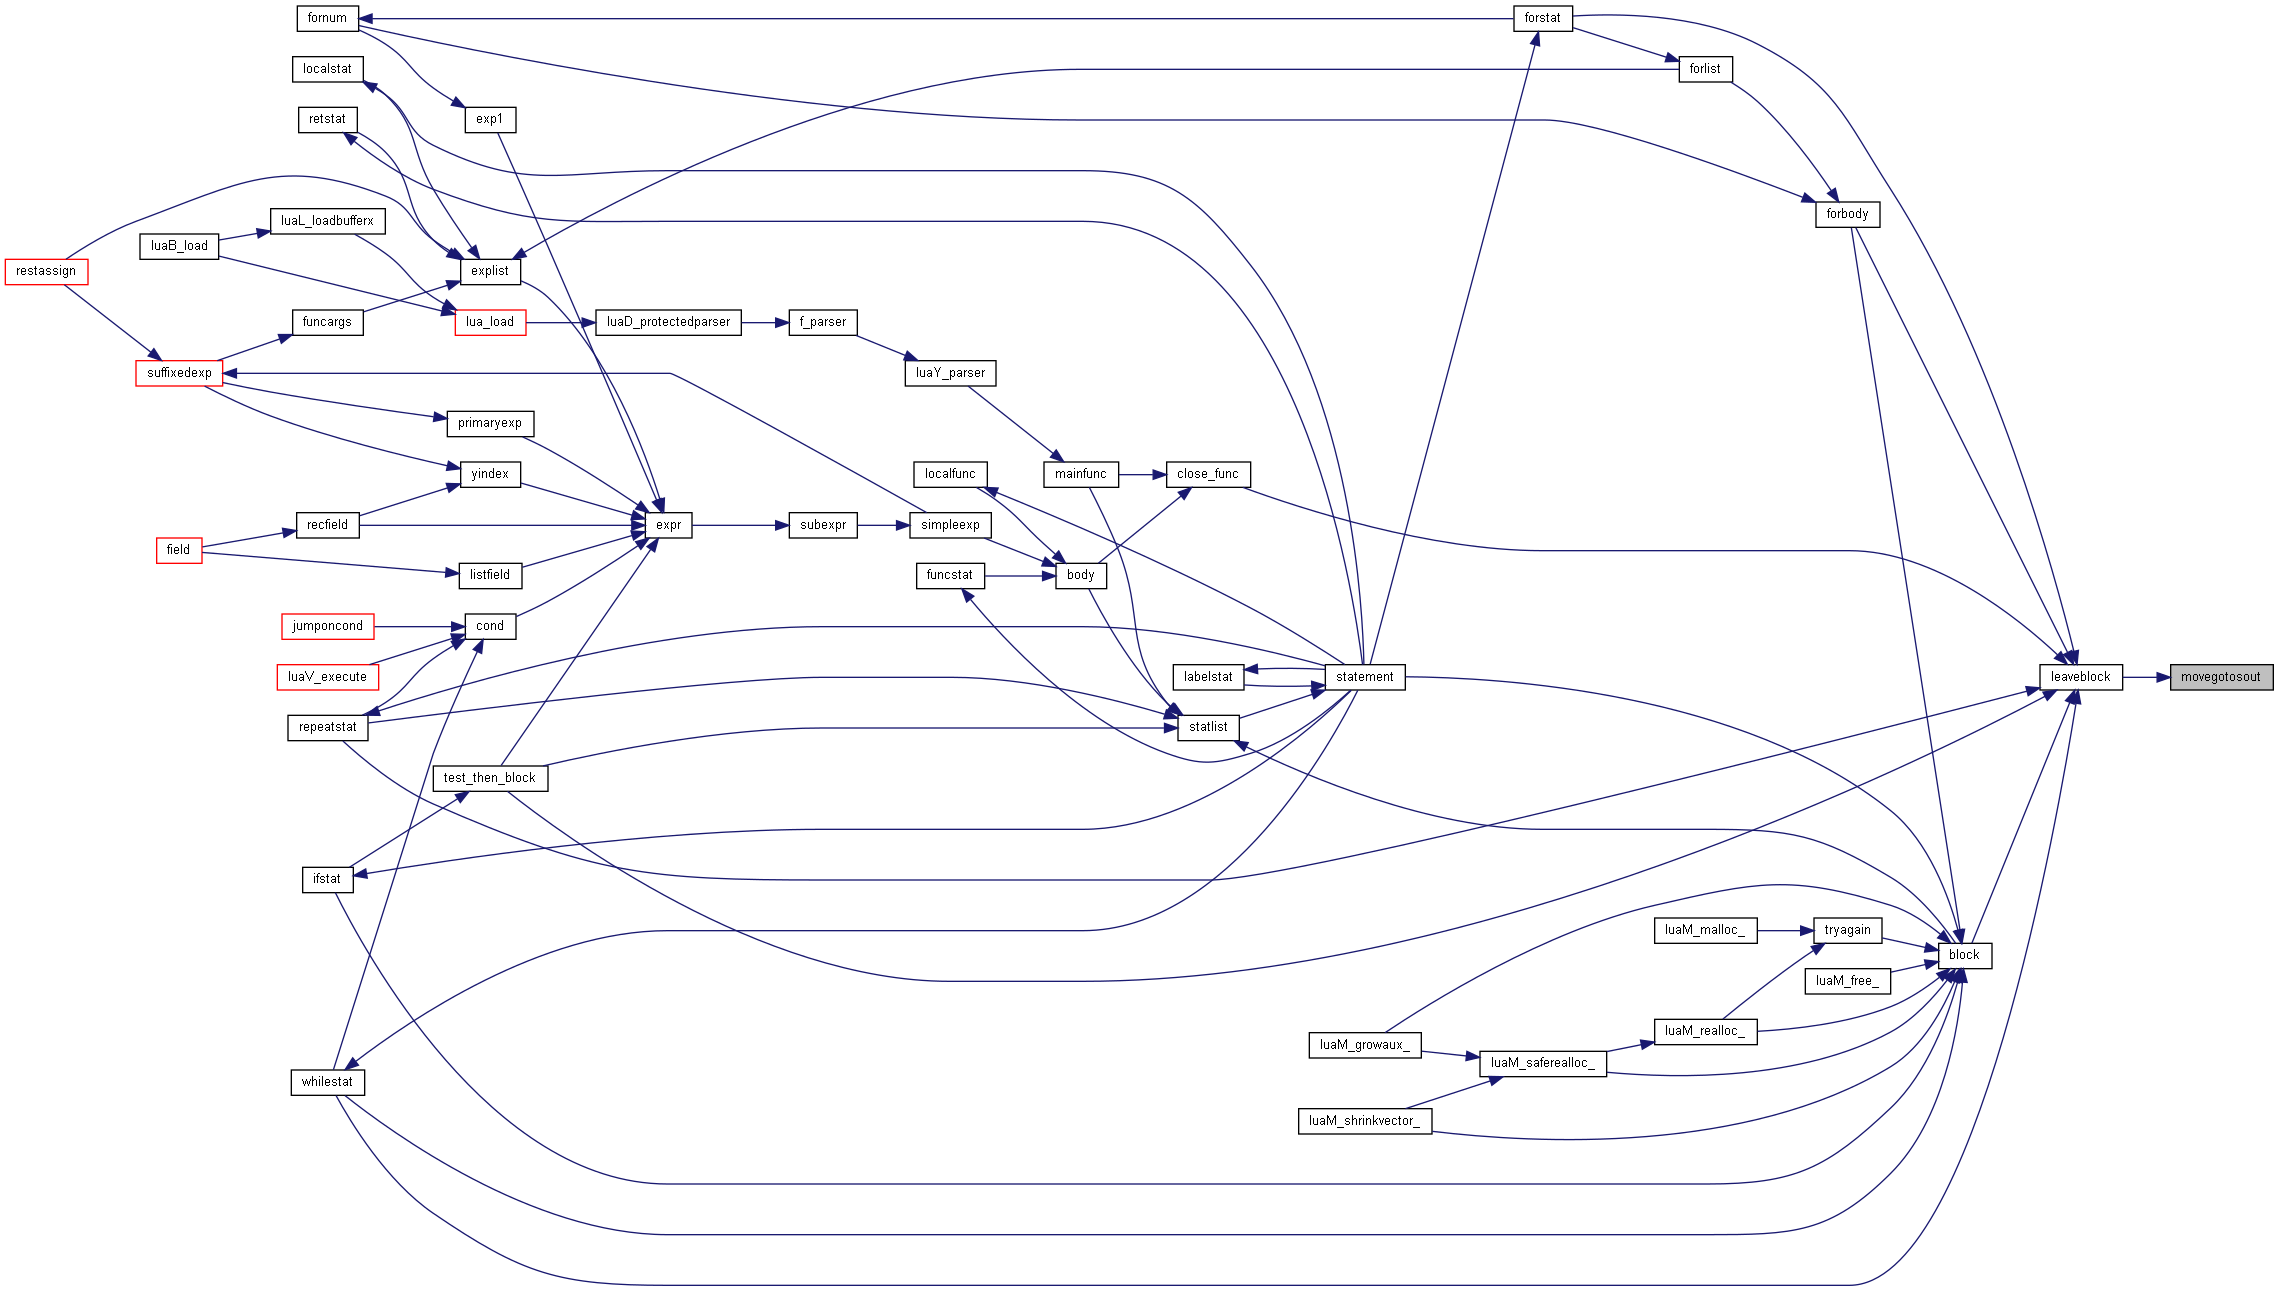 fornum
forstat
localstat
forlist
retstat
exp1
luaL_loadbufferx
forbody
luaB_load
restassign
explist
funcargs
lua_load
luaD_protectedparser
f_parser
suffixedexp
luaY_parser
primaryexp
yindex
localfunc
mainfunc
close_func
recfield
expr
subexpr
simpleexp
field
listfield
funcstat
body
jumponcond
cond
luaV_execute
labelstat
statement
leaveblock
movegotosout
repeatstat
statlist
test_then_block
ifstat
luaM_malloc_
tryagain
block
luaM_free_
luaM_growaux_
luaM_realloc_
luaM_saferealloc_
whilestat
luaM_shrinkvector_